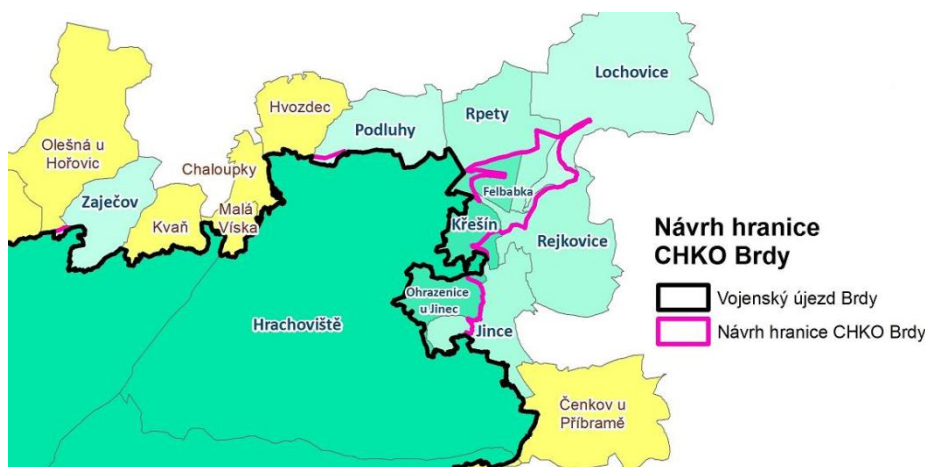 Lochovice
Hvozdec
Rpety
Podluhy
Olešná u
Hořovic
Chaloupky
Zaječov
Felbabka
Malá
Víska
Kvaň
Křešín
Rejkovice
Návrh hranice
CHKO Brdy
Vojenský újezd Brdy
Návrh hranice CHKO Brdy
Ohrazenice
u Jinec
Hrachoviště
Jince
Čenkov u
Příbramě